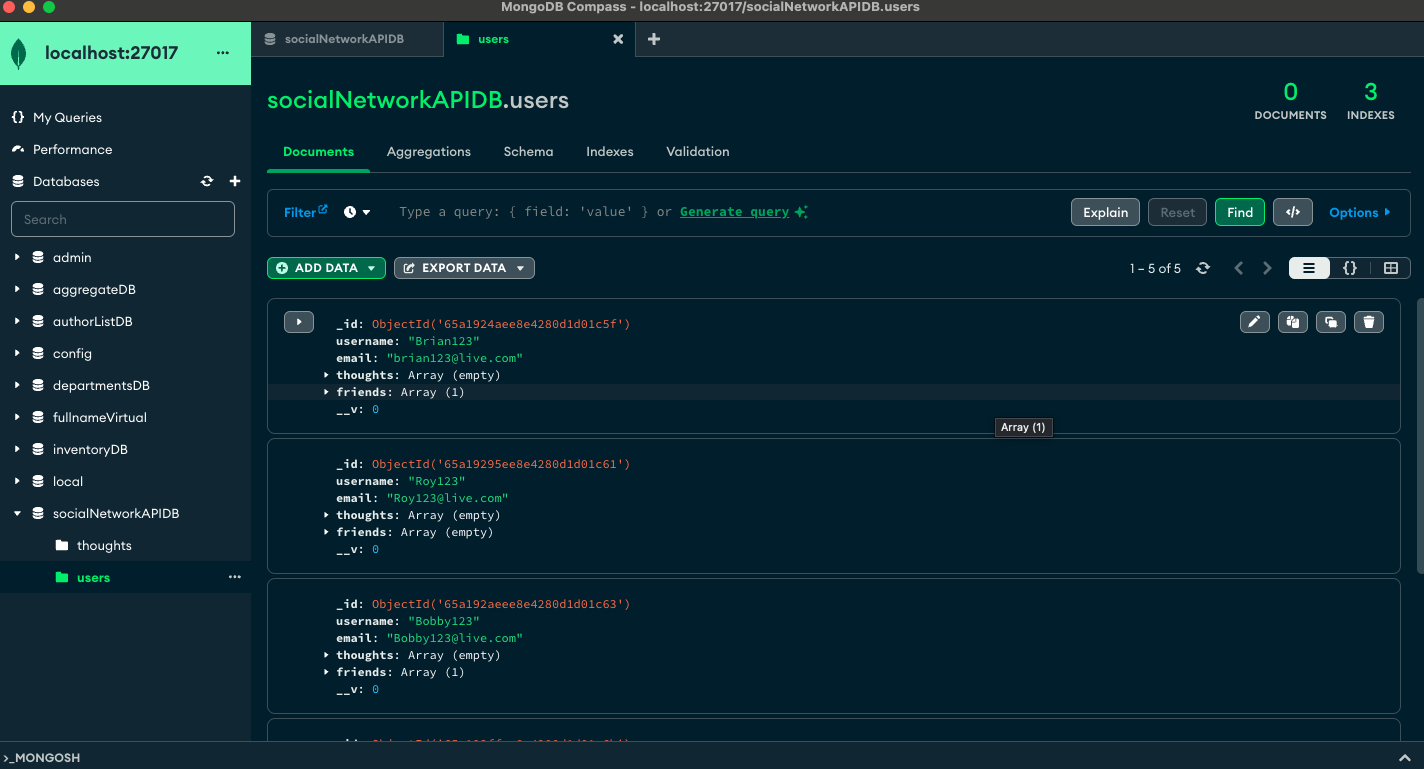 MongoDB Compass - localhost:27017/socialNetworkAPIDB.users
localhost:27017
...
My Queries
Performance
Databases
Search
admin
aggregateDB
authorListDB
config
departmentsDB
fullnameVirtual
inventoryDB
local
socialNetworkAPIDB
thoughts
users
...
socialNetworkAPIDB
users
socialNetworkAPIDB.users
0
DOCUMENTS
3
INDEXES
Documents Aggregations Schema Indexes Validation
Filter Type a query: { field: 'value' } or Generate query Explain Reset Find </> Options
ADD DATA EXPORT DATA 1 – 5 of 5 {}
_id: ObjectId('65a1924aee8e4280d1d01c5f')
username: "Brian123"
email: "brian123@live.com"
thoughts: Array (empty)
friends: Array (1)
__v: 0
Array (1)
_id: ObjectId('65a19295ee8e4280d1d01c61')
username: "Roy123"
email: "Roy123@live.com"
thoughts: Array (empty)
friends: Array (empty)
__v: 0
_id: ObjectId('65a192aeee8e4280d1d01c63')
username: "Bobby123"
email: "Bobby123@live.com"
thoughts: Array (empty)
friends: Array (1)
__v: 0
>_MONGOSH